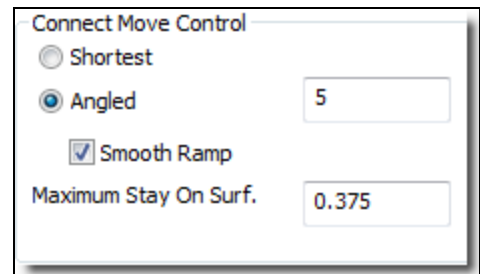 Connect Move Control
Shortest
Angled 5
Smooth Ramp
Maximum Stay On Surf. 0.375